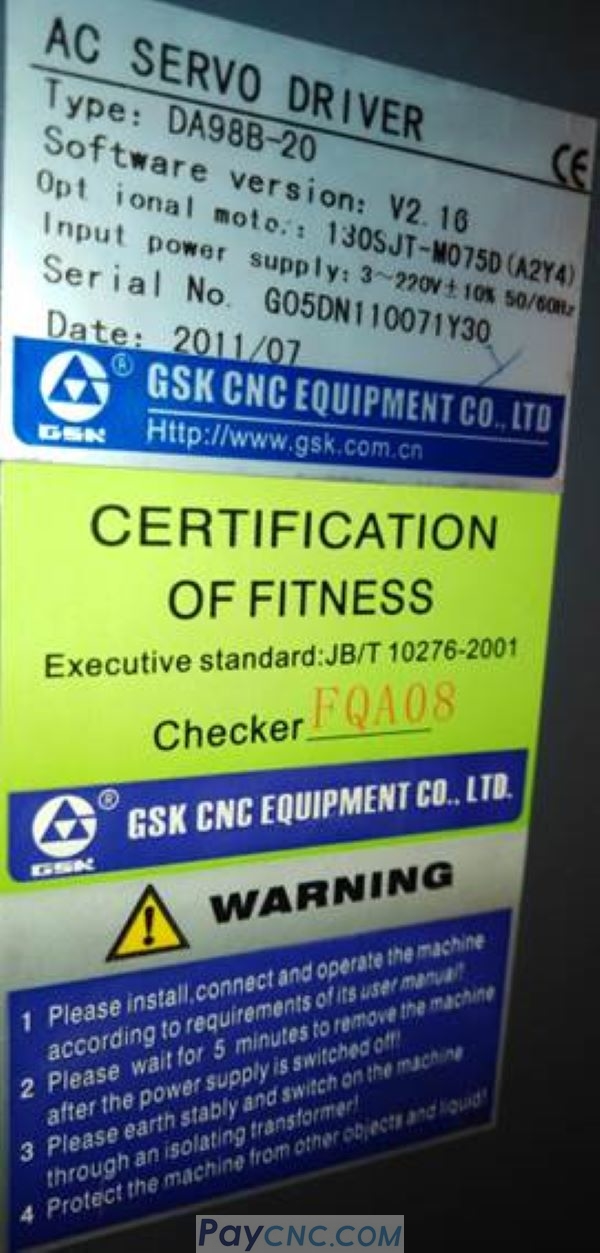 AC SERVO DRIVER
Type: DA98B-20
CE
Software version: V2.16
Opt ional moto.: 130SJT-M075D(A2Y4)
Input power supply: 3~220V±10% 50/60Hz
Serial No. G05DN110071Y30
Date: 2011/07
GSK ® GSK CNC EQUIPMENT CO., LTD
Http://www.gsk.com.cn
CERTIFICATION
OF FITNESS
Executive standard:JB/T 10276-2001
Checker FQA08
GSK ® GSK CNC EQUIPMENT CO., LTD.
WARNING
1 Please install,connect and operate the machine
according to requirements of its user manual!
2 Please wait for 5 minutes to remove the machine
after the power supply is switched off!
3 Please earth stably and switch on the machine
through an isolating transformer!
4 Protect the machine from other objects and liquid!
PayCNC.COM